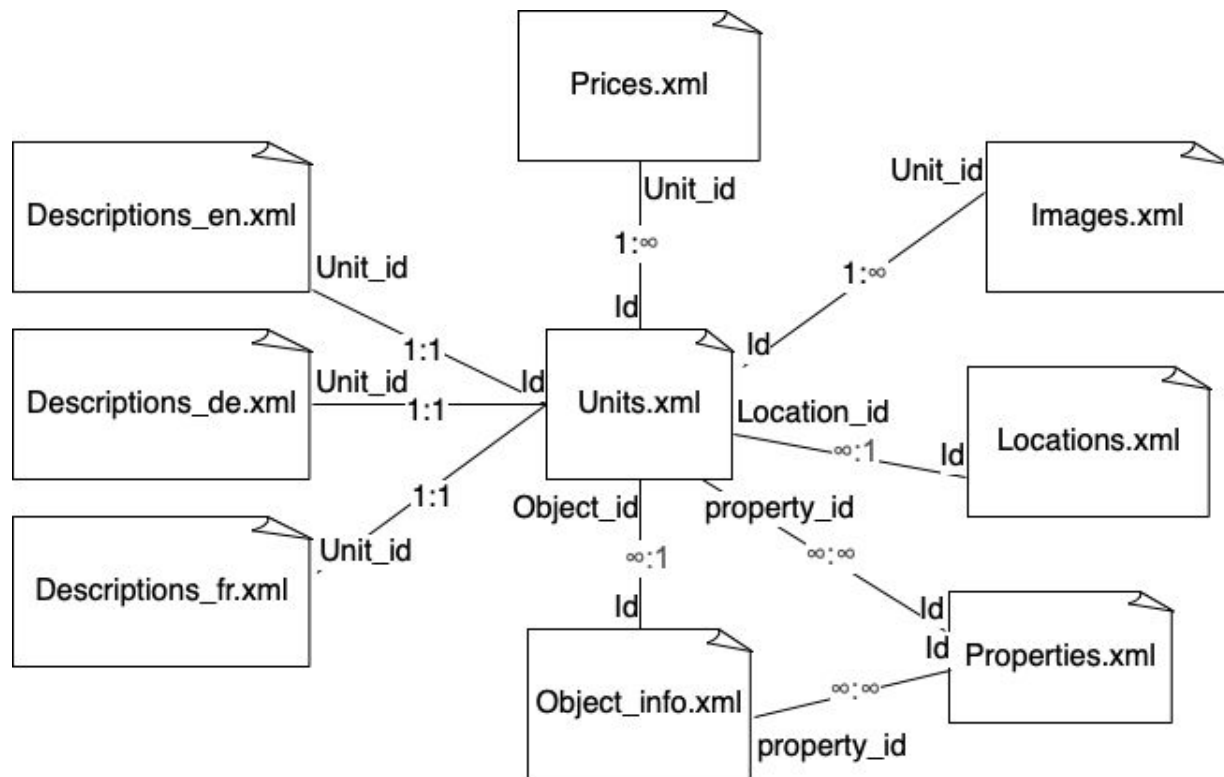 Prices.xml
Unit_id
1:∞
Id
Descriptions_en.xml
Unit_id
1:1
Descriptions_de.xml
Unit_id
1:1
Id
Descriptions_fr.xml
Unit_id
1:1
Units.xml
Images.xml
Unit_id
1:∞
Id
Locations.xml
Location_id
∞:1
Id
Object_id
∞:1
Id
Object_info.xml
property_id
∞:∞
Id
Id
Properties.xml
∞:∞
property_id